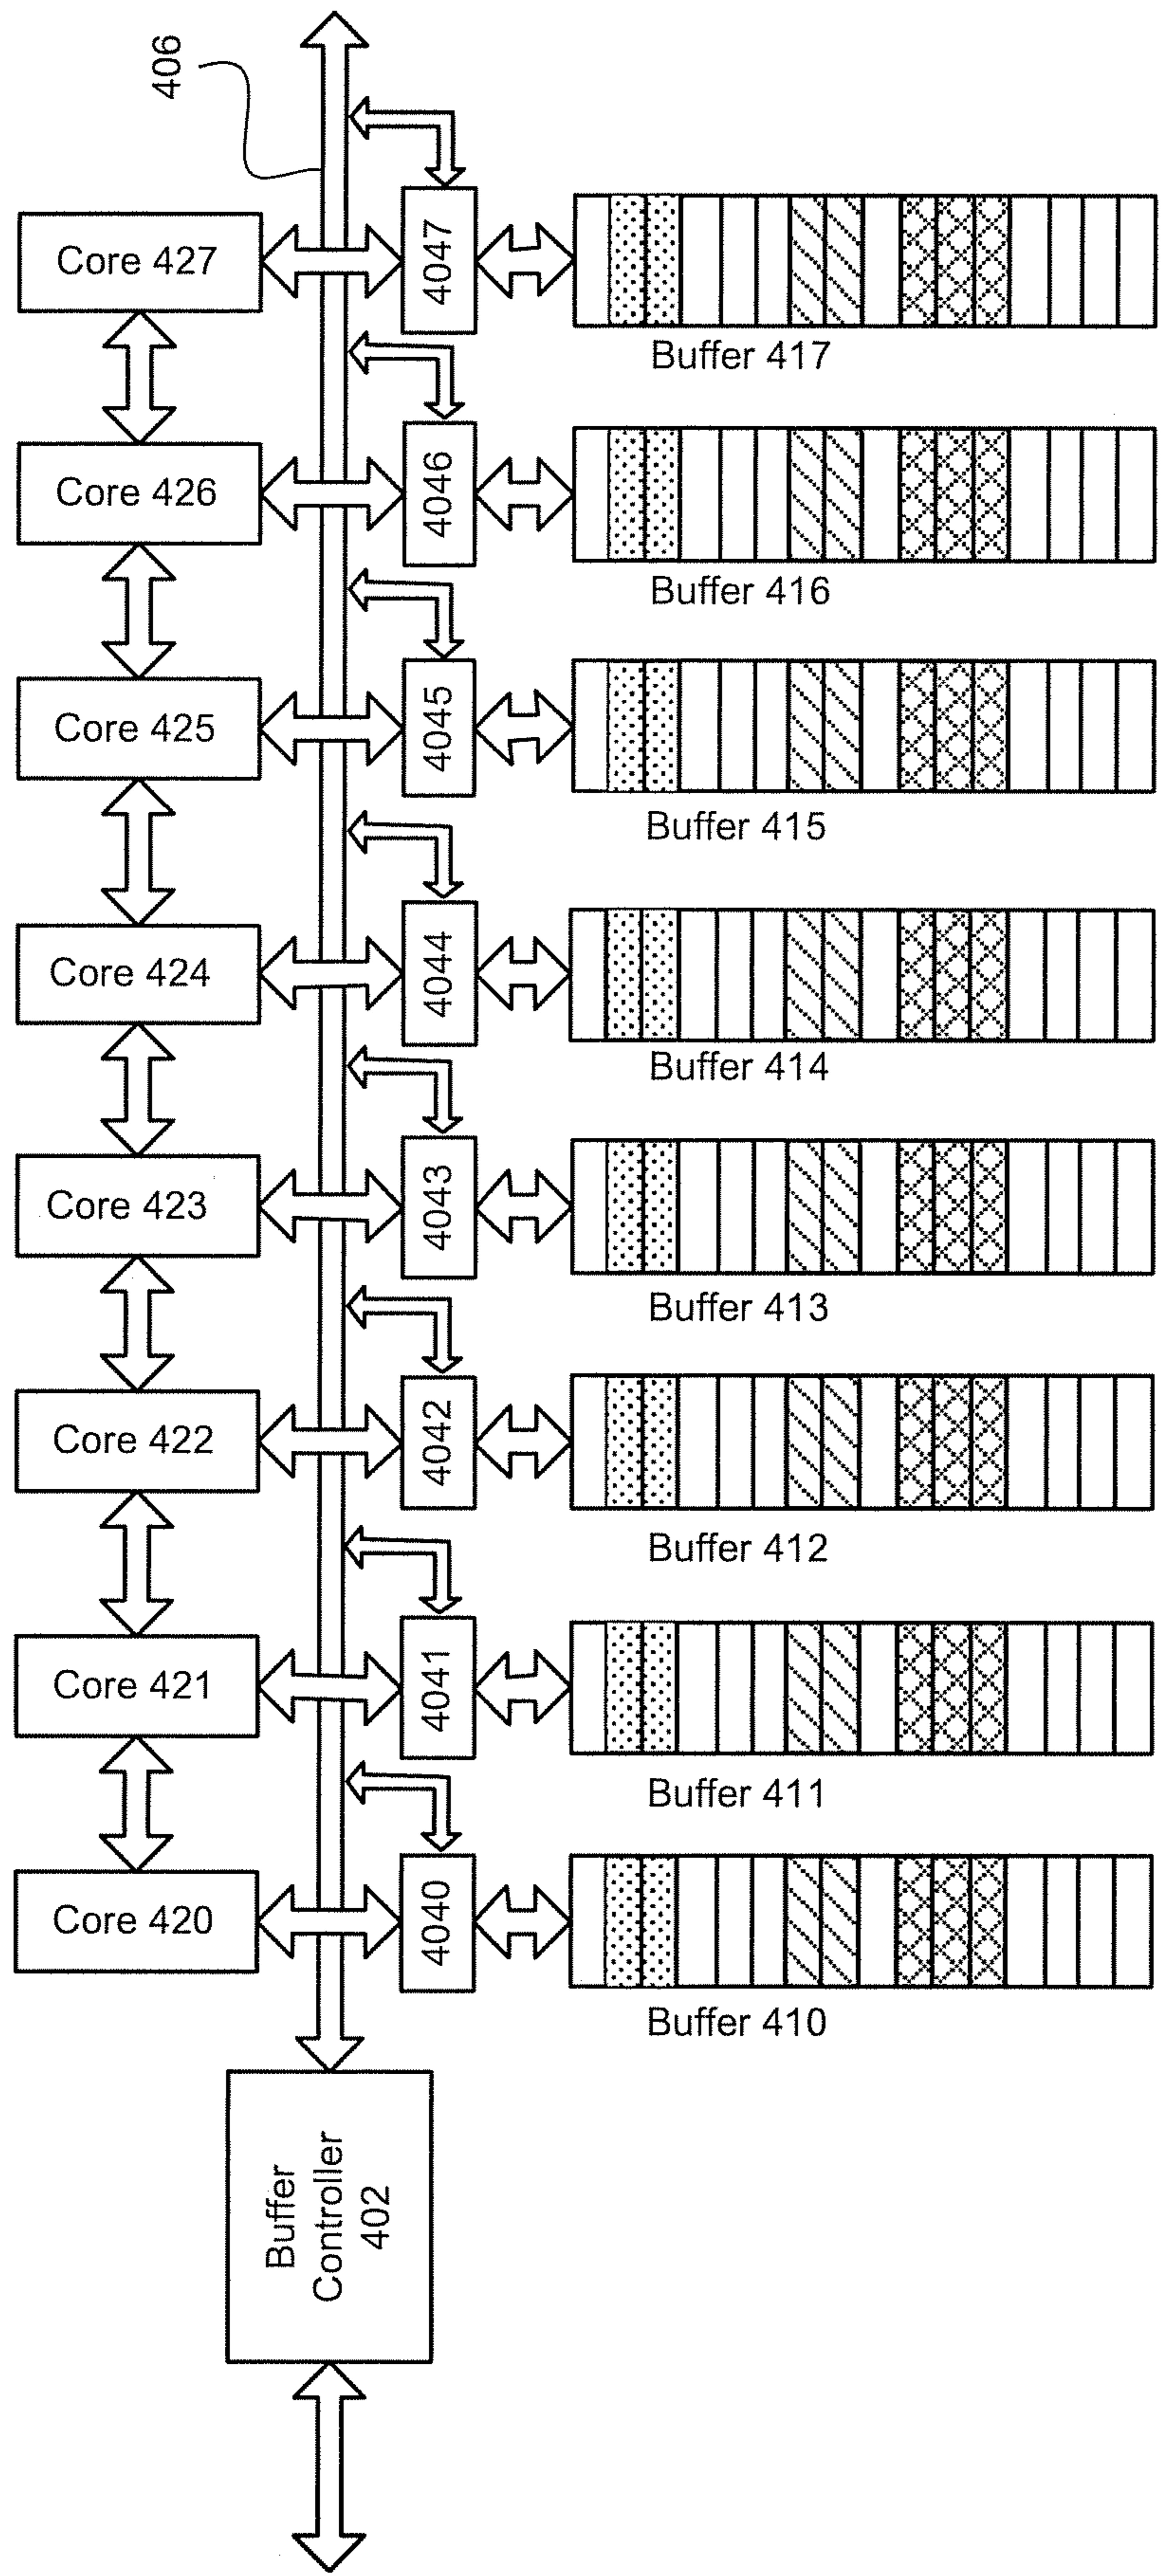 406
Core 427
4047
Buffer 417
Core 426
4046
Buffer 416
Core 425
4045
Buffer 415
Core 424
4044
Buffer 414
Core 423
4043
Buffer 413
Core 422
4042
Buffer 412
Core 421
4041
Buffer 411
Core 420
4040
Buffer 410
Buffer
Controller
402